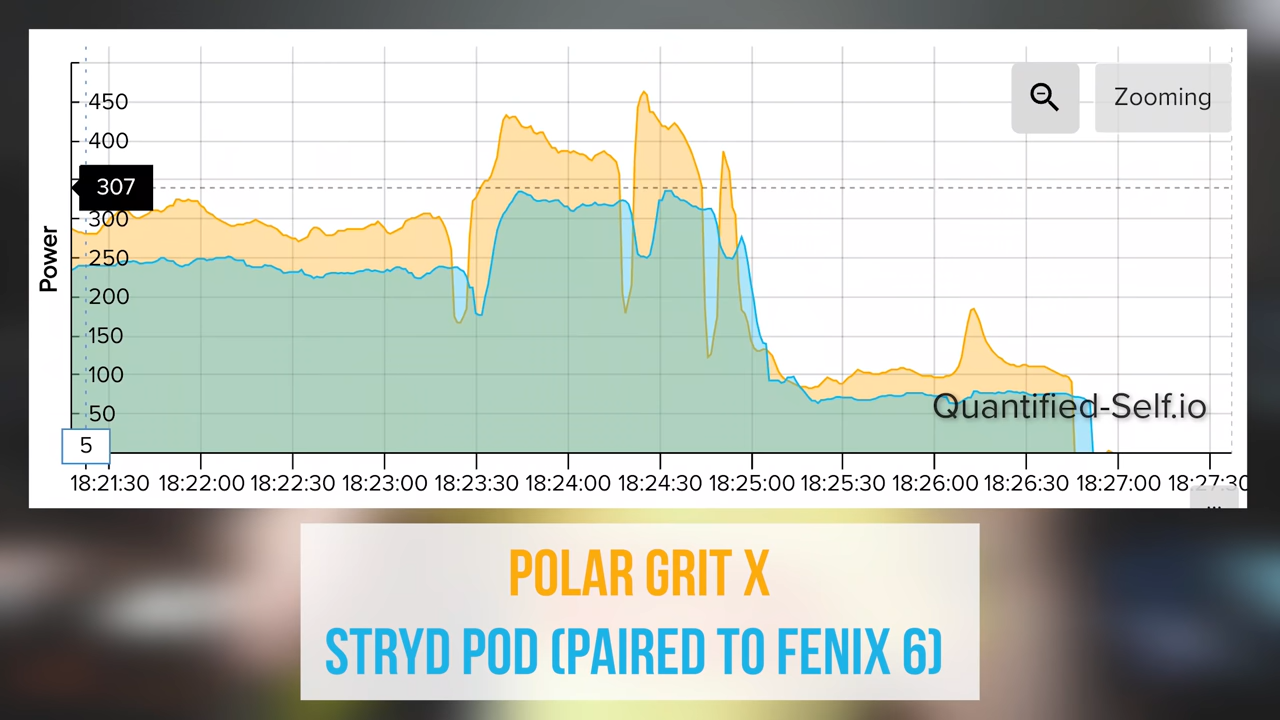 450
400
307
300
250
200
150
100
50
5
Power
Zooming
Quantified-Self.io
18:21:30 18:22:00 18:22:30 18:23:00 18:23:30 18:24:00 18:24:30 18:25:00 18:25:30 18:26:00 18:26:30 18:27:00 18:27:30
...
POLAR GRIT X
STRYD POD (PAIRED TO FENIX 6)